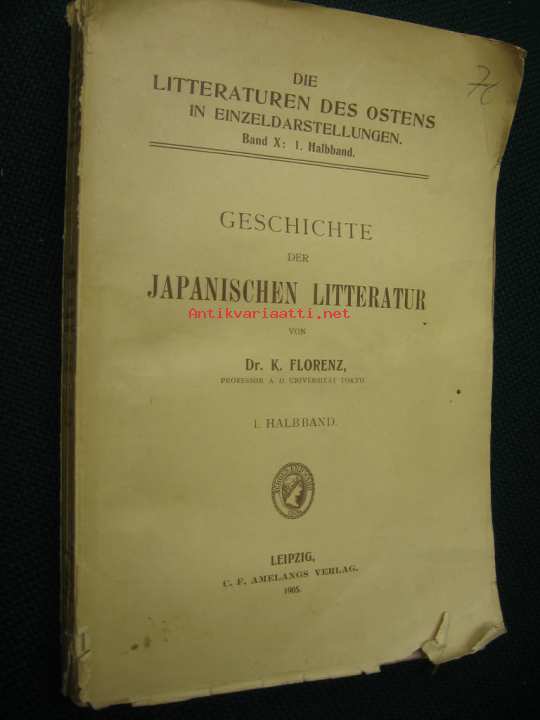 DIE
LITTERATUREN DES OSTENS
IN EINZELDARSTELLUNGEN.
Band X: 1. Halbband.
GESCHICHTE
DER
JAPANISCHEN LITTERATUR
Antikvariaatti.net
VON
Dr. K. FLORENZ,
PROFESSOR A. D. UNIVERSITÄT TOKYO.
1. HALBBAND.
LEIPZIG,
C. F. AMELANGS VERLAG.
1905.